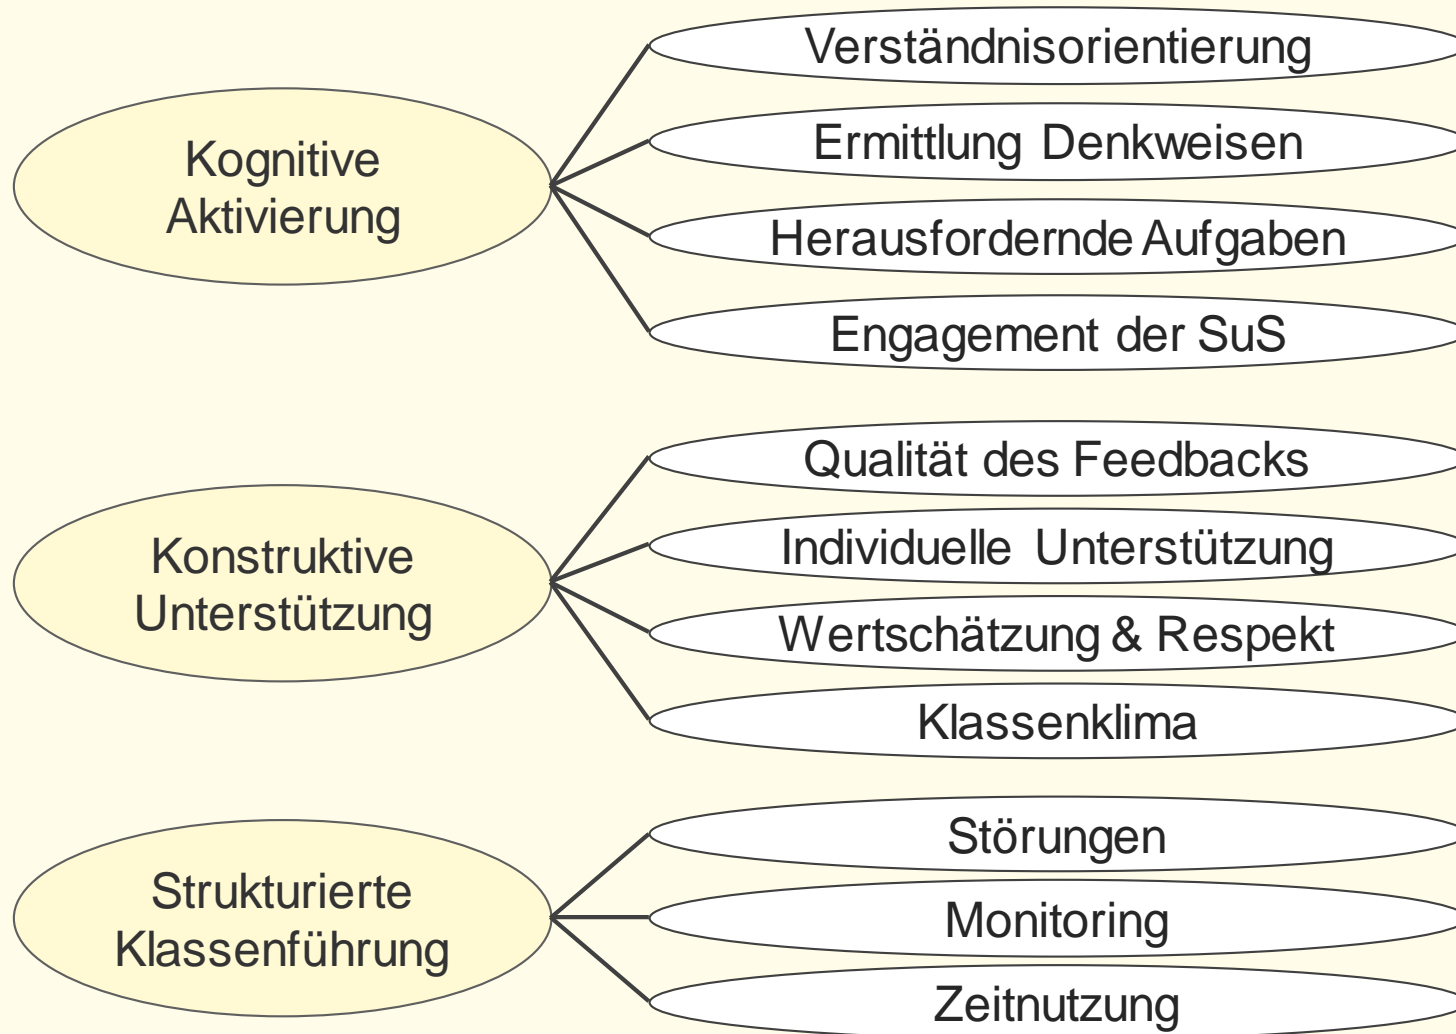 Kognitive
Aktivierung
Verständnisorientierung
Ermittlung Denkweisen
Herausfordernde Aufgaben
Engagement der SuS
Konstruktive
Unterstützung
Qualität des Feedbacks
Individuelle Unterstützung
Wertschätzung & Respekt
Klassenklima
Strukturierte
Klassenführung
Störungen
Monitoring
Zeitnutzung